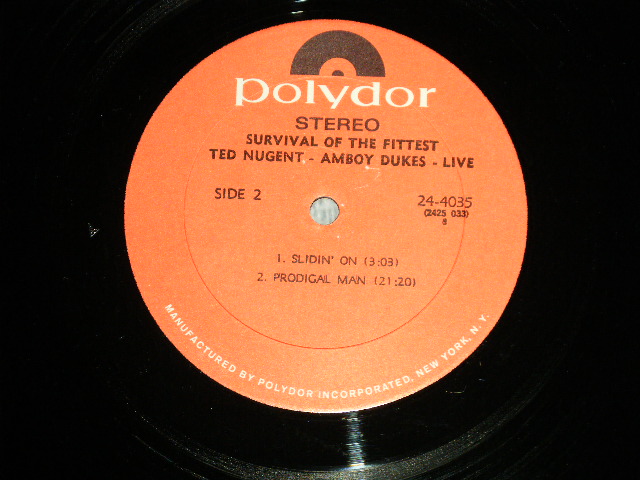 polydor
STEREO
SURVIVAL OF THE FITTEST
TED NUGENT - AMBOY DUKES - LIVE
SIDE 2
24-4035
(2425 033)
8
1. SLIDIN' ON (3:03)
2. PRODIGAL MAN (21:20)
MANUFACTURED BY POLYDOR INCORPORATED, NEW YORK, N. Y.